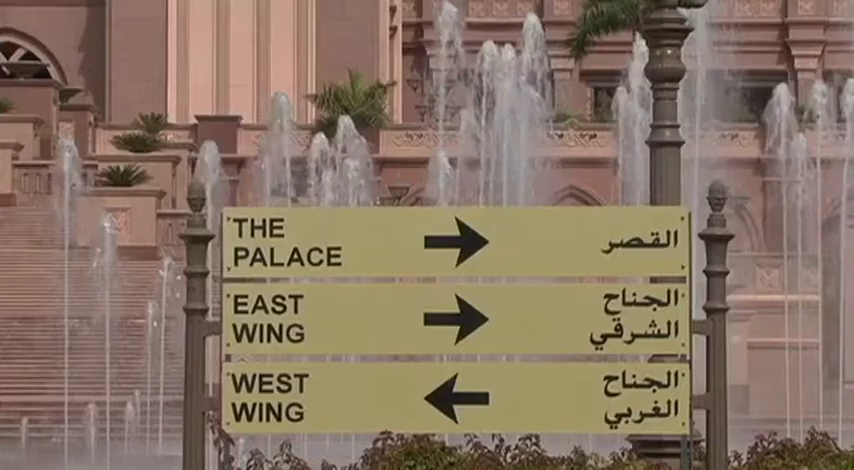 THE
PALACE
القصر
EAST
WING
الجناح
الشرقي
WEST
WING
الجناح
الغربي